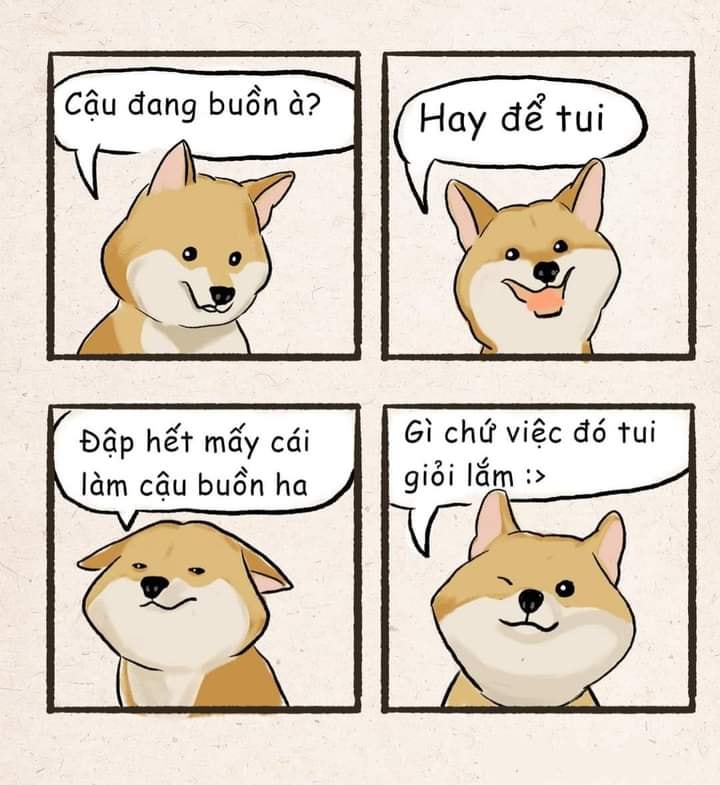 Cậu đang buồn à?
Hay để tui
Đập hết mấy cái
làm cậu buồn ha
Gì chứ việc đó tui
giỏi lắm :>